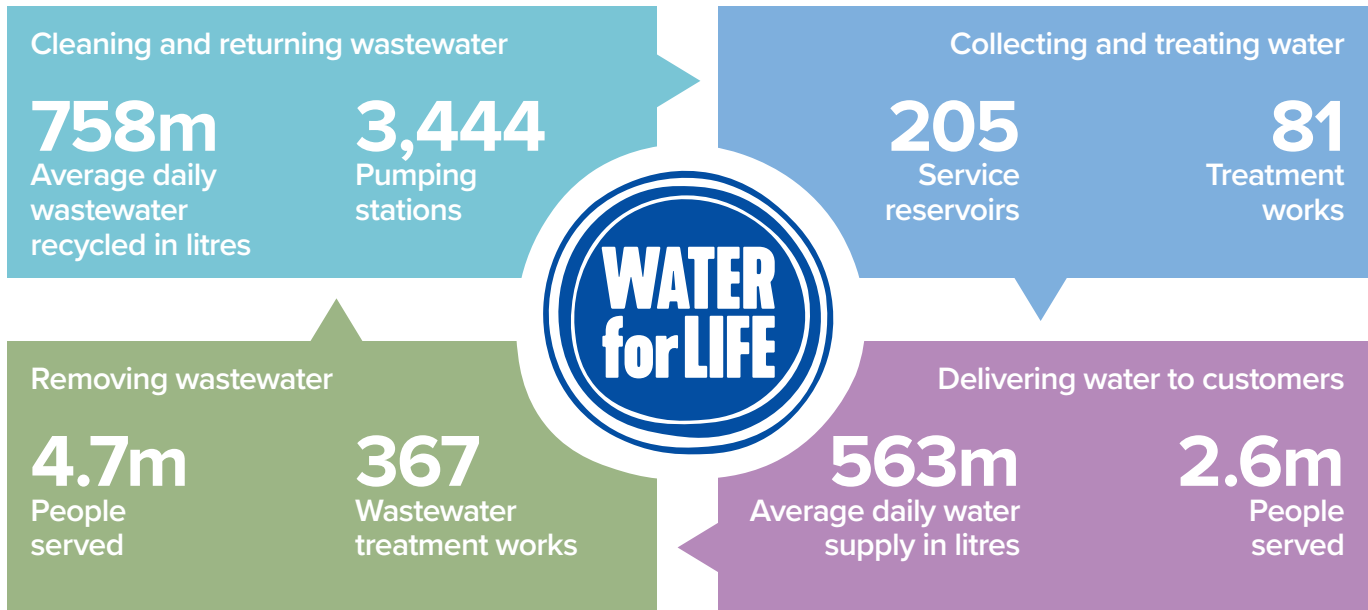 Cleaning and returning wastewater
758m
Average daily
wastewater
recycled in litres
3,444
Pumping
stations
Collecting and treating water
205
Service
reservoirs
81
Treatment
works
WATER
for LIFE
Removing wastewater
4.7m
People
served
367
Wastewater
treatment works
Delivering water to customers
563m
Average daily water
supply in litres
2.6m
People
served